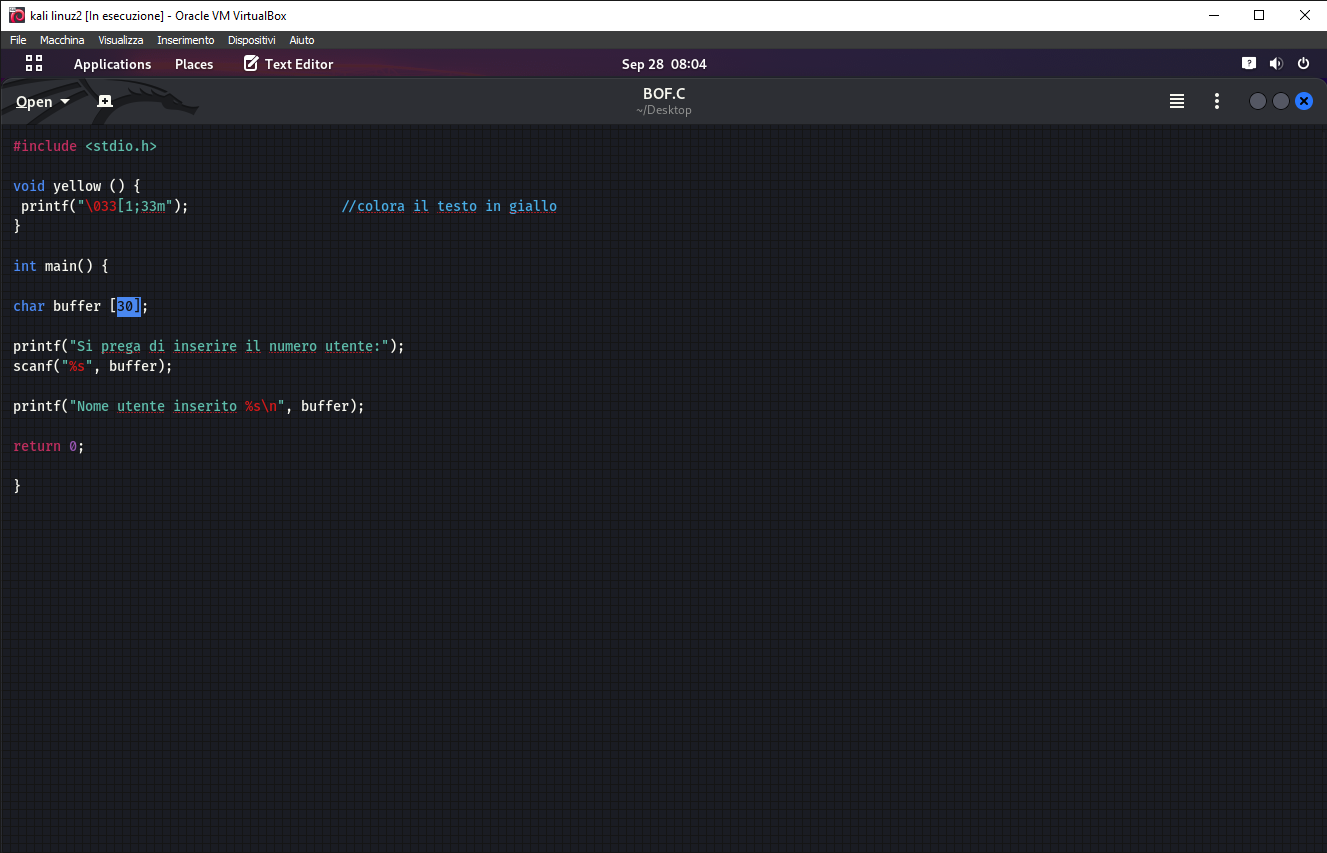 kali linuz2 [In esecuzione] - Oracle VM VirtualBox
File Macchina Visualizza Inserimento Dispositivi Aiuto
Applications Places Text Editor Sep 28 08:04
Open BOF.C
~/Desktop
#include <stdio.h>
void yellow () {
printf("\033[1;33m"); //colora il testo in giallo
}
int main() {
char buffer [30];
printf("Si prega di inserire il numero utente:");
scanf("%s", buffer);
printf("Nome utente inserito %s\n", buffer);
return 0;
}